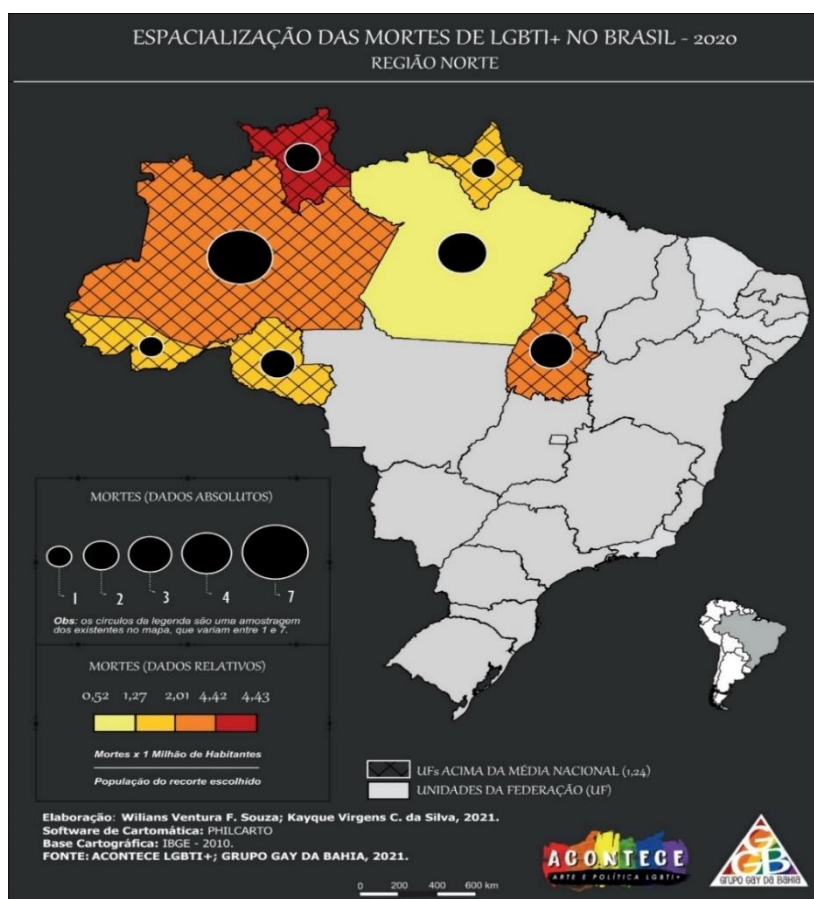 ESPACIALIZAÇÃO DAS MORTES DE LGBTI+ NO BRASIL - 2020
REGIÃO NORTE
MORTES (DADOS ABSOLUTOS)
1 2 3 4 7
Obs: os círculos da legenda são uma amostragem
dos existentes no mapa, que variam entre 1 e 7.
MORTES (DADOS RELATIVOS)
0,52 1,27 2,01 4,42 4,43
Mortes x 1 Milhão de Habitantes
População do recorte escolhido
UFs ACIMA DA MÉDIA NACIONAL (1,24)
UNIDADES DA FEDERAÇÃO (UF)
Elaboração: Wilians Ventura F. Souza; Kayque Virgens C. da Silva, 2021.
Software de Cartomática: PHILCARTO
Base Cartográfica: IBGE - 2010.
FONTE: ACONTECE LGBTI+; GRUPO GAY DA BAHIA, 2021.
0 200 400 600 km
ACONTECE
ARTE E POLÍTICA LGBTI+
GGB
GRUPO GAY DA BAHIA